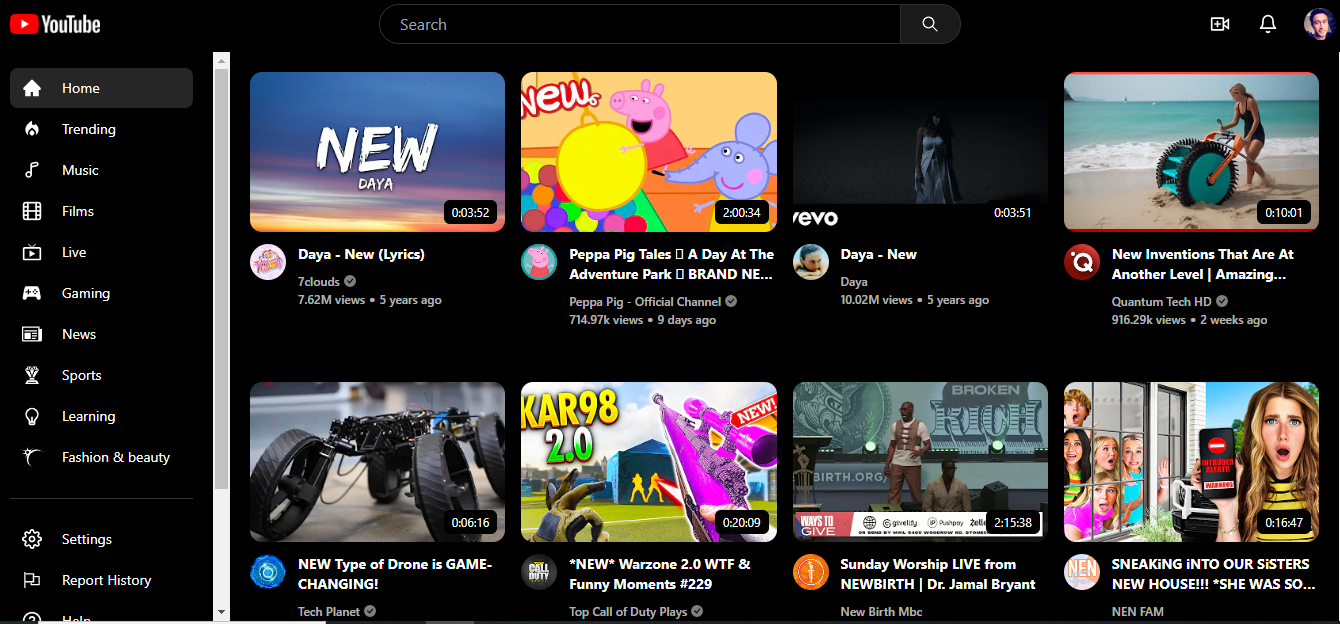 YouTube
Search
Home
Trending
Music
Films
Live
Gaming
News
Sports
Learning
Fashion & beauty
Settings
Report History
Help
NEW
DAYA
0:03:52
Daya - New (Lyrics)
7clouds
7.62M views • 5 years ago
New
2:00:34
Peppa Pig Tales 
A Day At The
Adventure Park 
BRAND NE...
Peppa Pig - Official Channel
714.97k views • 9 days ago
vevo
0:03:51
Daya - New
Daya
10.02M views • 5 years ago
0:10:01
New Inventions That Are At
Another Level | Amazing...
Quantum Tech HD
916.29k views • 2 weeks ago
0:06:16
NEW Type of Drone is GAME-
CHANGING!
Tech Planet
KAR98
2.0
NEW!
0:20:09
*NEW* Warzone 2.0 WTF &
Funny Moments #229
CALL
DUTY
Top Call of Duty Plays
BROKEN
RICH
BIRTH.ORG/
WAYS TO
GIVE
givelify
Pushpay
Zelle
2:15:38
Sunday Worship LIVE from
NEWBIRTH | Dr. Jamal Bryant
New Birth Mbc
INTRUDER
ALERT!
WARNING
0:16:47
NEN
SNEAKiNG iNTO OUR SiSTERS
NEW HOUSE!!! *SHE WAS SO...
NEN FAM